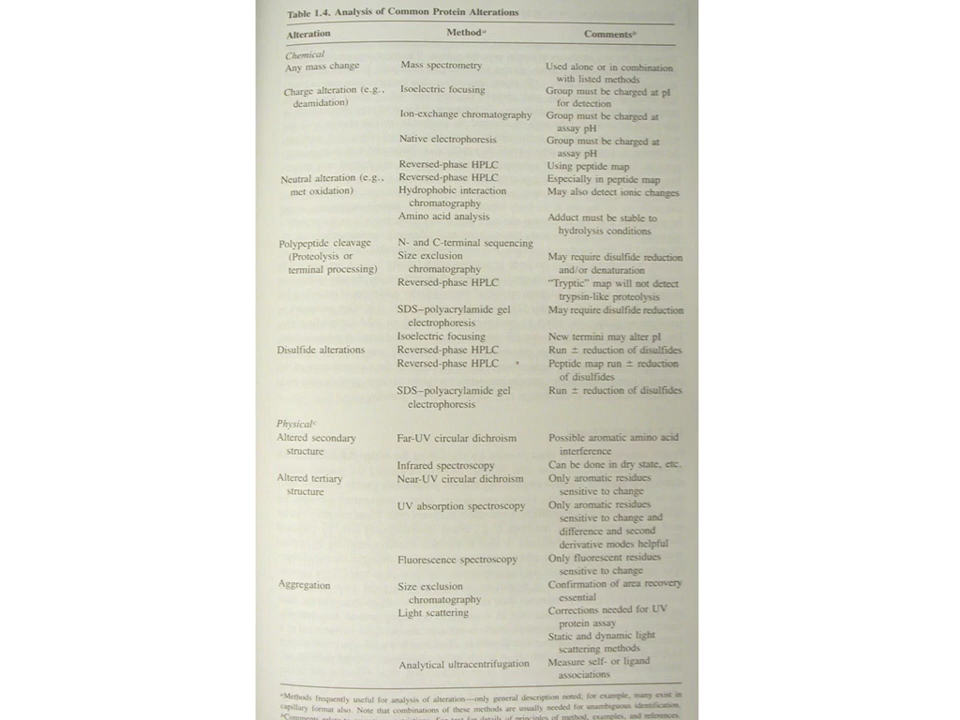 Table 1.4. Analysis of Common Protein Alterations
Alteration Methodᵃ Commentsᵇ
Chemical
Any mass change Mass spectrometry Used alone or in combination
with listed methods
Charge alteration (e.g., Isoelectric focusing Group must be charged at pI
deamidation) for detection
Ion-exchange chromatography Group must be charged at
assay pH
Native electrophoresis Group must be charged at
assay pH
Reversed-phase HPLC Using peptide map
Neutral alteration (e.g., Reversed-phase HPLC Especially in peptide map
met oxidation) Hydrophobic interaction May also detect ionic changes
chromatography
Amino acid analysis Adduct must be stable to
hydrolysis conditions
Polypeptide cleavage N- and C-terminal sequencing
(Proteolysis or Size exclusion May require disulfide reduction
terminal processing) chromatography and/or denaturation
Reversed-phase HPLC "Tryptic" map will not detect
trypsin-like proteolysis
SDS–polyacrylamide gel May require disulfide reduction
electrophoresis
Isoelectric focusing New termini may alter pI
Disulfide alterations Reversed-phase HPLC Run ± reduction of disulfides
Reversed-phase HPLC Peptide map run ± reduction
of disulfides
SDS–polyacrylamide gel Run ± reduction of disulfides
electrophoresis
Physicalᶜ
Altered secondary Far-UV circular dichroism Possible aromatic amino acid
structure interference
Infrared spectroscopy Can be done in dry state, etc.
Altered tertiary Near-UV circular dichroism Only aromatic residues
structure sensitive to change
UV absorption spectroscopy Only aromatic residues
sensitive to change and
difference and second
derivative modes helpful
Fluorescence spectroscopy Only fluorescent residues
sensitive to change
Aggregation Size exclusion Confirmation of area recovery
chromatography essential
Light scattering Corrections needed for UV
protein assay
Static and dynamic light
scattering methods
Analytical ultracentrifugation Measure self- or ligand
associations
ᵃMethods frequently useful for analysis of alteration—only general description noted, for example, many exist in
capillary format also. Note that combinations of these methods are usually needed for unambiguous identification.
ᵇComments for details of principles of method, examples, and references.